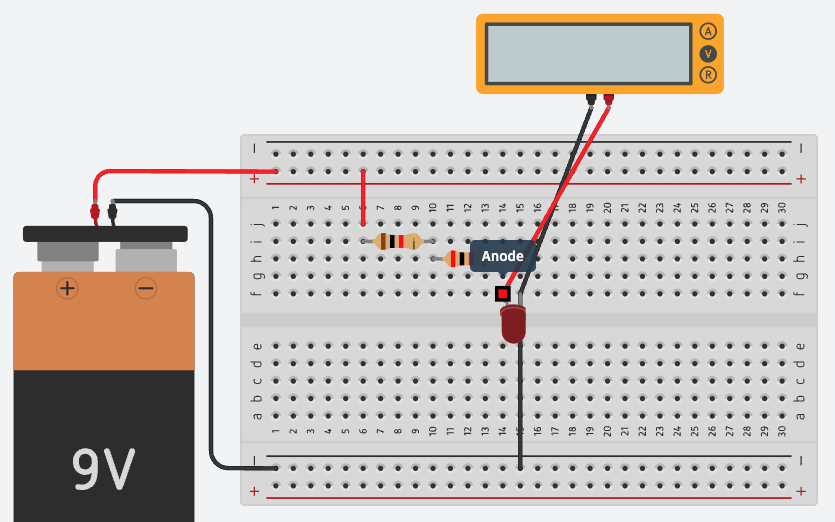 A
V
R
− −
+ +
1 2 3 4 5 6 7 8 9 10 11 12 13 14 15 16 17 18 19 20 21 22 23 24 25 26 27 28 29 30
j j
i i
h h
g g
Anode
f f
+ −
e e
d d
c c
b b
a a
1 2 3 4 5 6 7 8 9 10 11 12 13 14 15 16 17 18 19 20 21 22 23 24 25 26 27 28 29 30
9V
− −
+ +